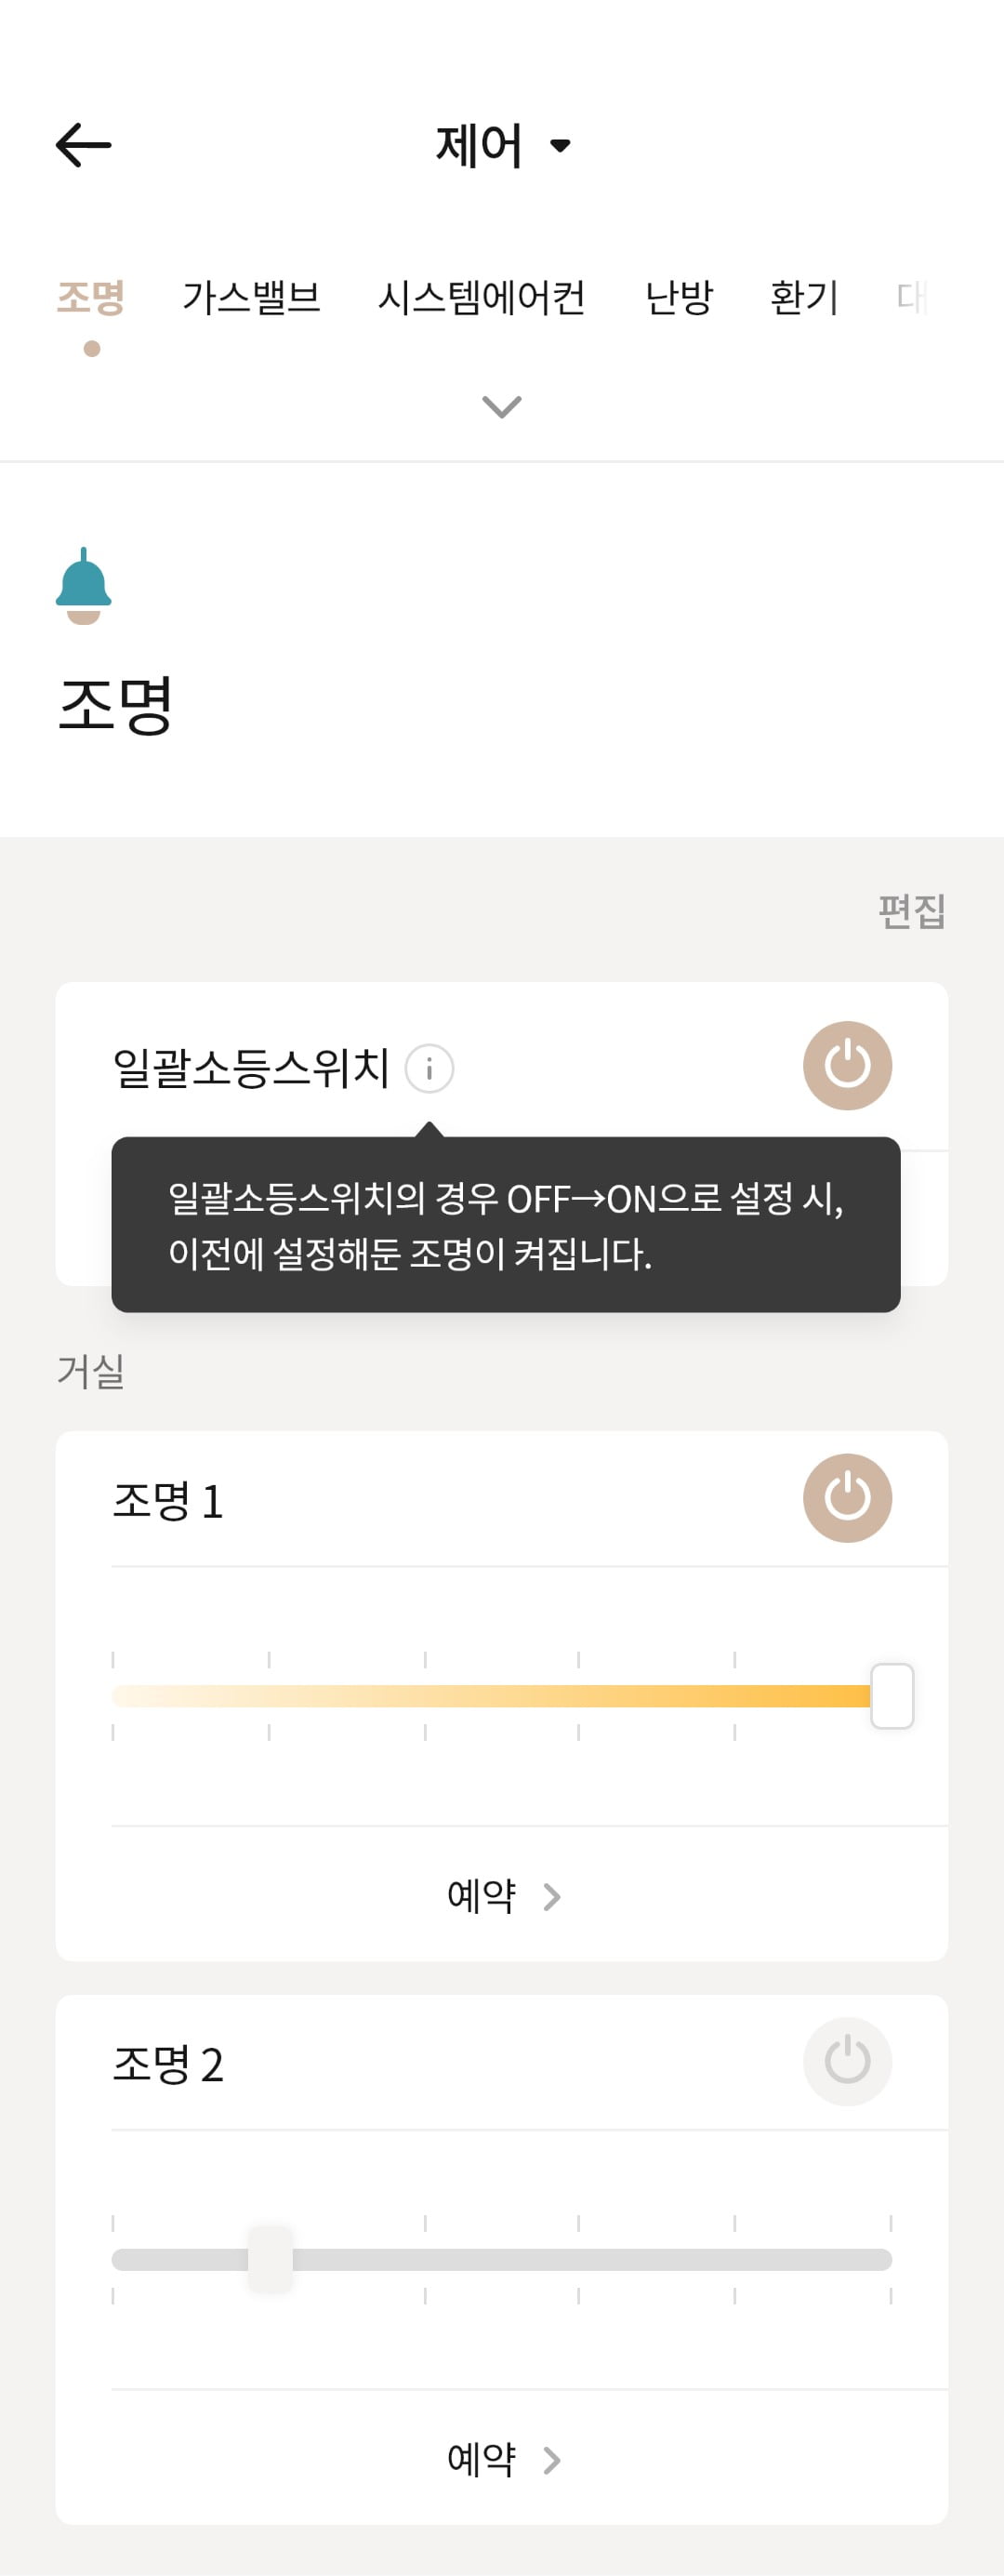 제어
조명 가스밸브 시스템에어컨 난방 환기 대
조명
편집
일괄소등스위치
일괄소등스위치의 경우 OFF→ON으로 설정 시,
이전에 설정해둔 조명이 켜집니다.
거실
조명 1
예약
조명 2
예약